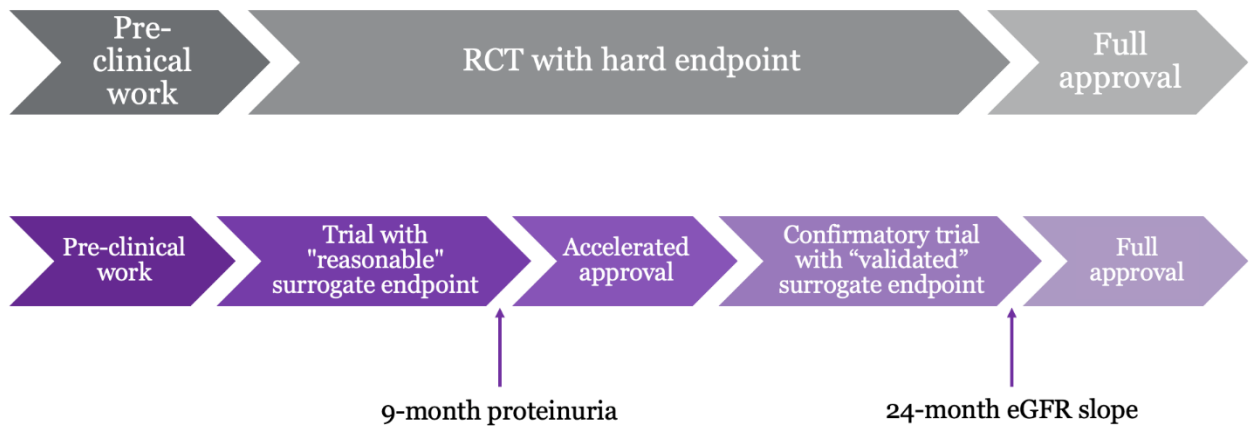 Pre-
clinical
work
RCT with hard endpoint
Full
approval
Pre-clinical
work
Trial with
"reasonable"
surrogate endpoint
Accelerated
approval
Confirmatory trial
with “validated”
surrogate endpoint
Full
approval
9-month proteinuria
24-month eGFR slope